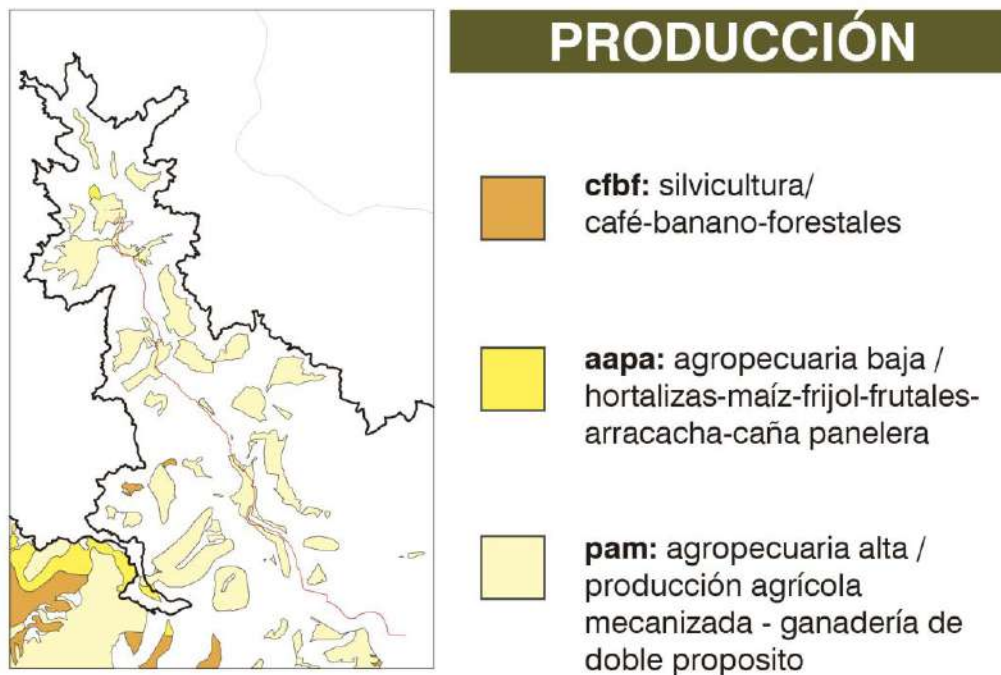 PRODUCCIÓN
cfbf: silvicultura/
café-banano-forestales
aapa: agropecuaria baja /
hortalizas-maíz-frijol-frutales-
arracacha-caña panelera
pam: agropecuaria alta /
producción agrícola
mecanizada - ganadería de
doble proposito